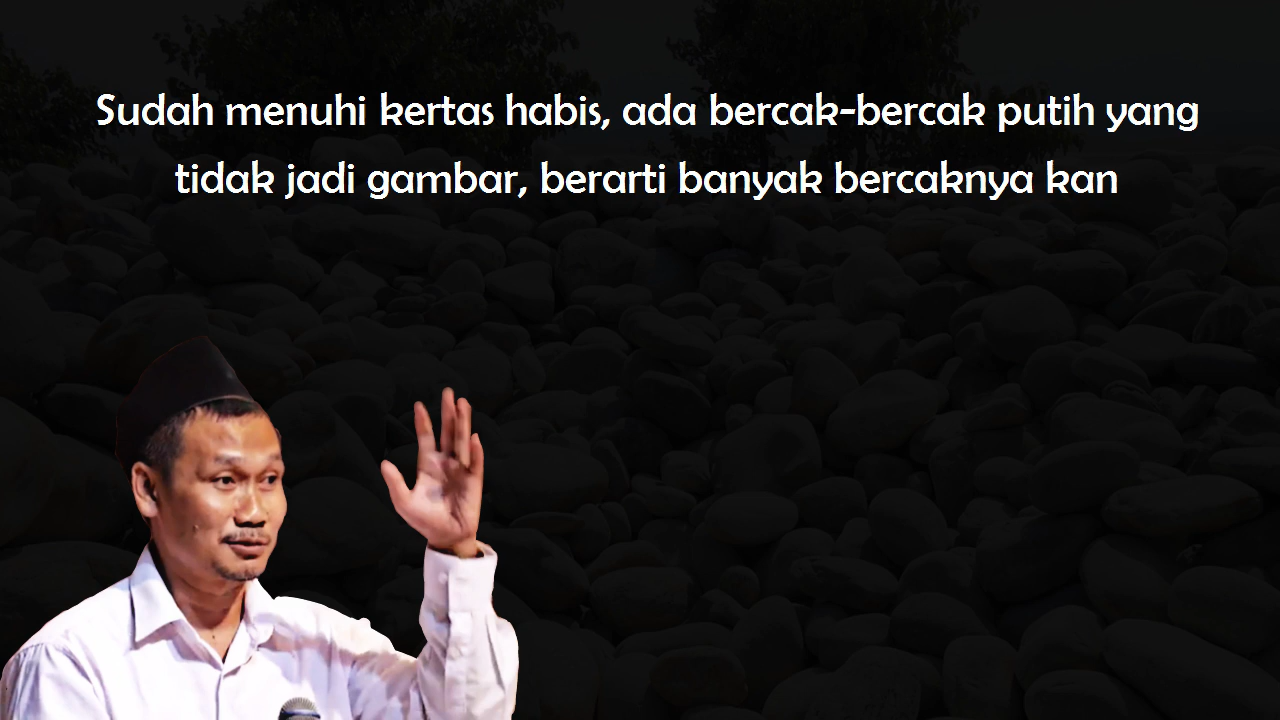 Sudah menuhi kertas habis, ada bercak-bercak putih yang
tidak jadi gambar, berarti banyak bercaknya kan